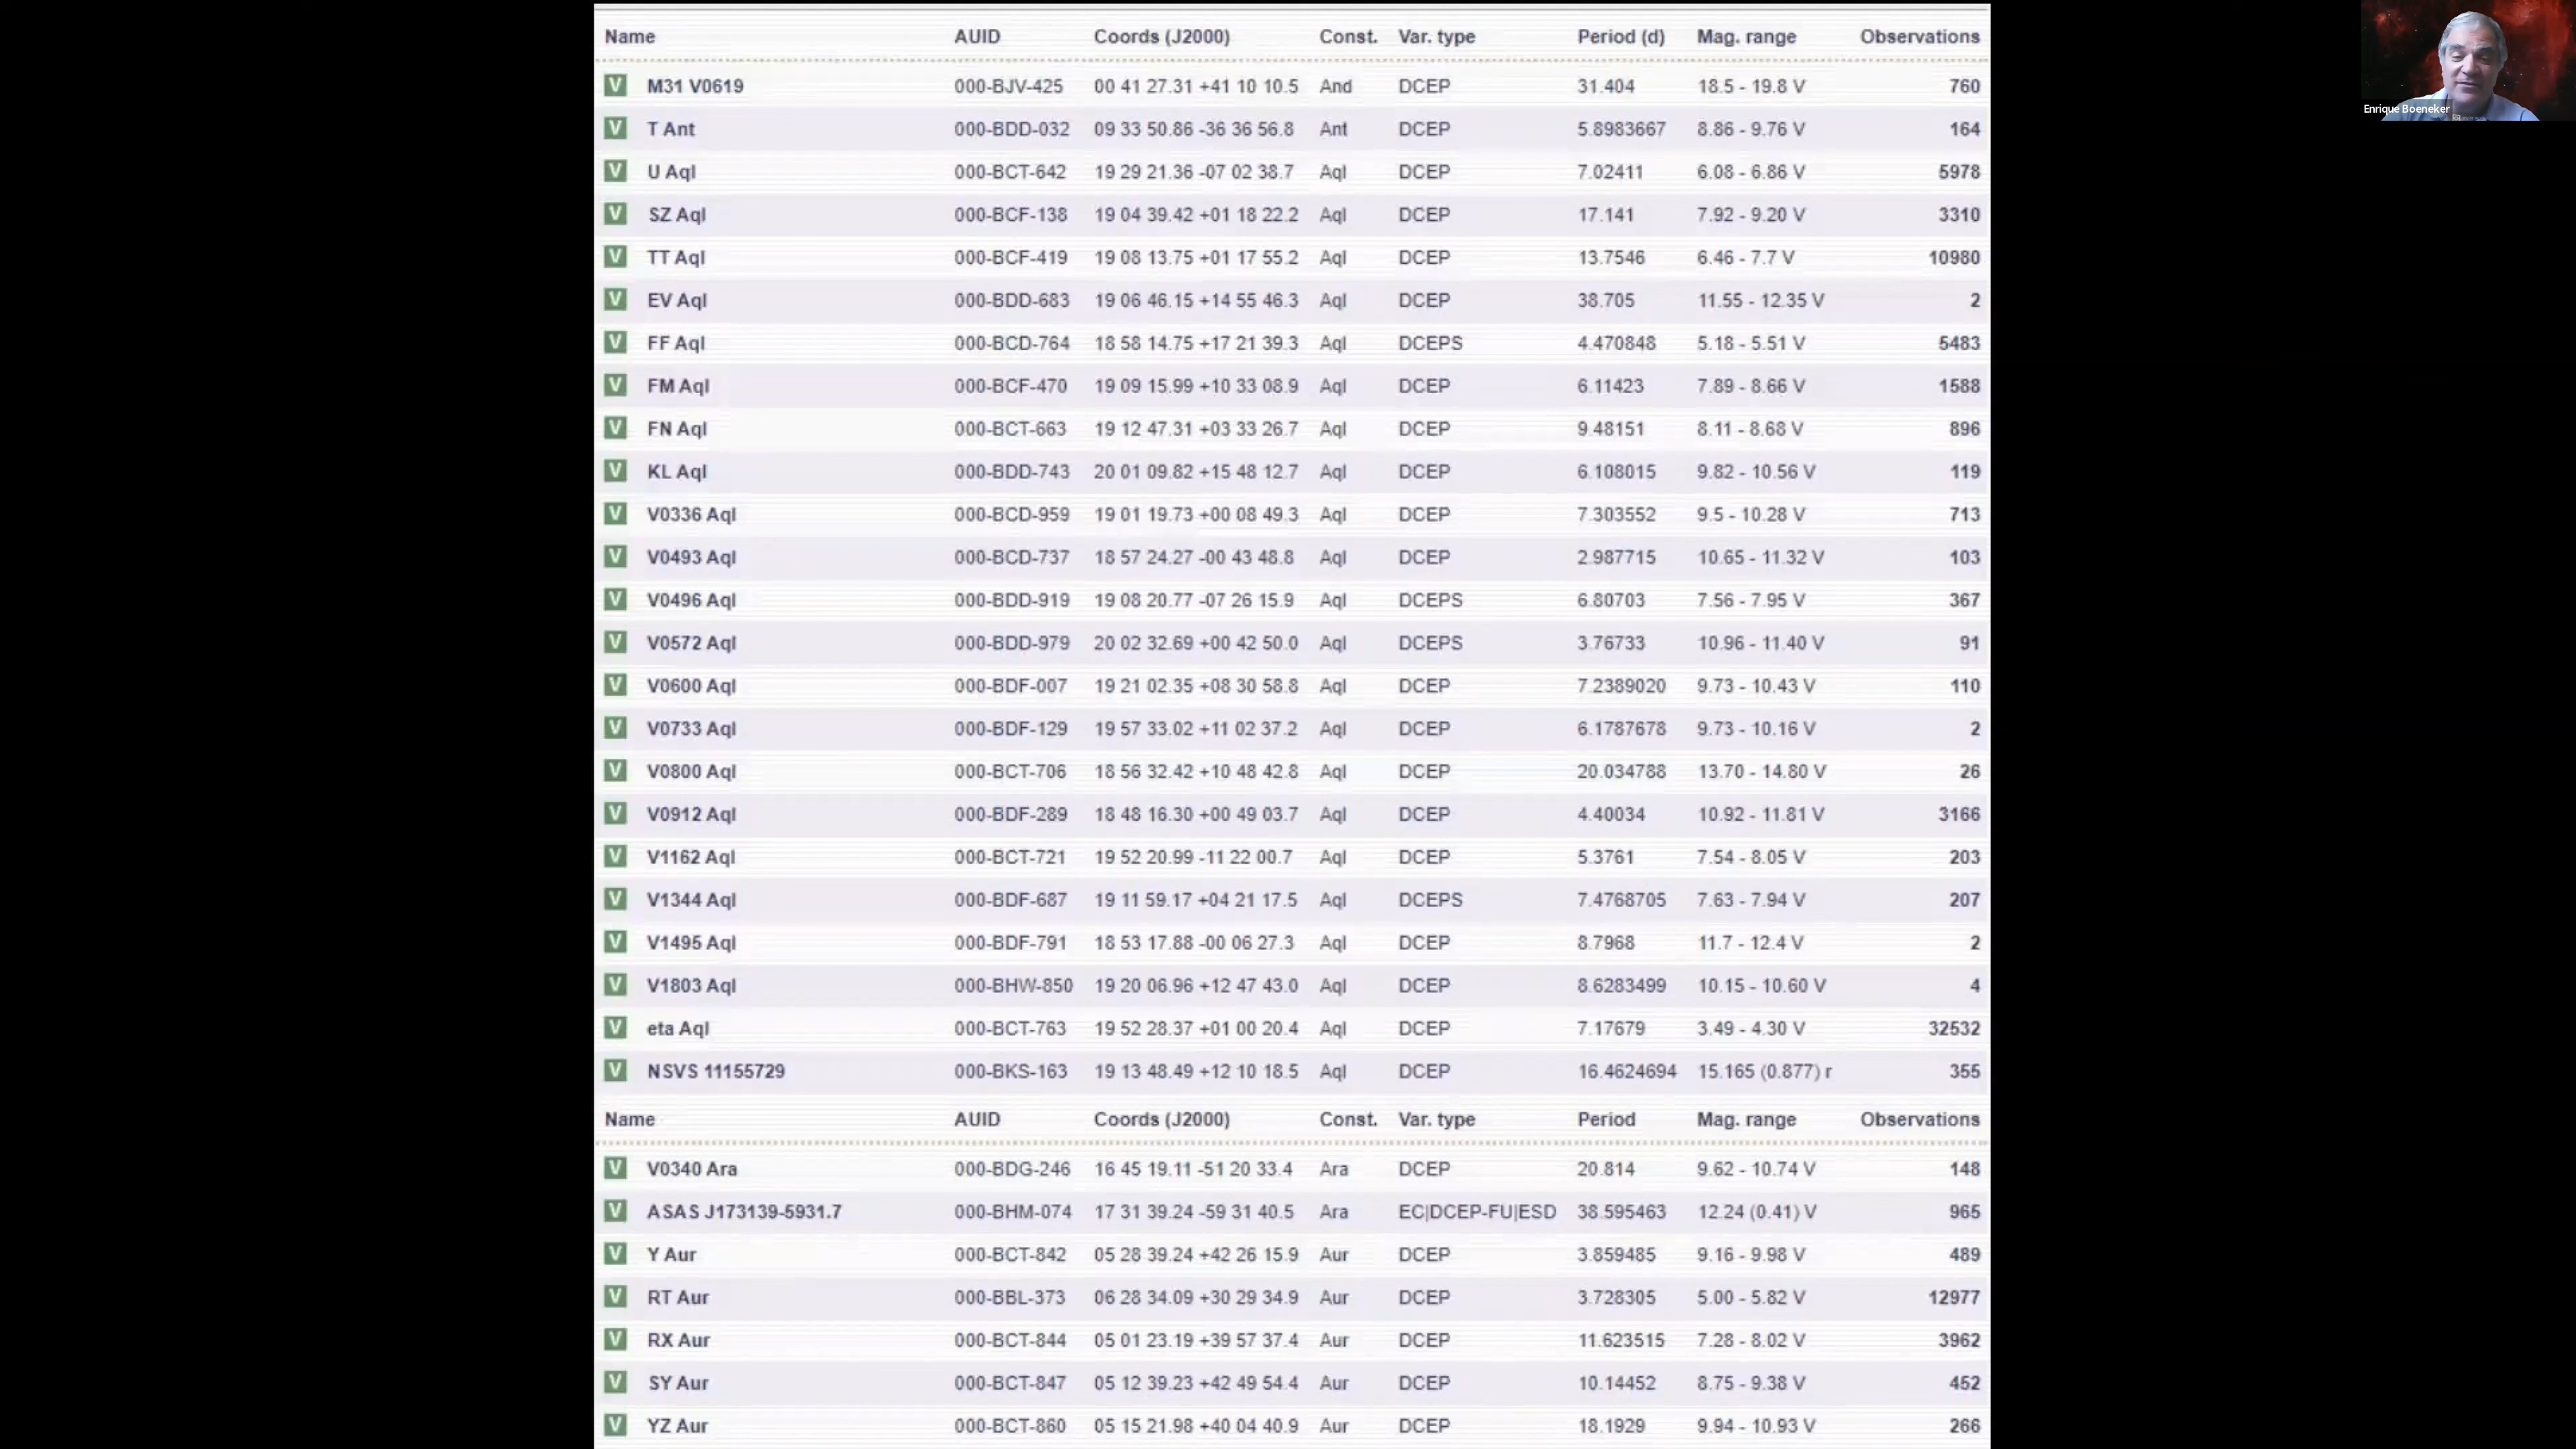 Name AUID Coords (J2000) Const. Var. type Period (d) Mag. range Observations
V M31 V0619 000-BJV-425 00 41 27.31 +41 10 10.5 And DCEP 31.404 18.5 - 19.8 V 760
V T Ant 000-BDD-032 09 33 50.86 -36 36 56.8 Ant DCEP 5.8983667 8.86 - 9.76 V 164
V U Aql 000-BCT-642 19 29 21.36 -07 02 38.7 Aql DCEP 7.02411 6.08 - 6.86 V 5978
V SZ Aql 000-BCF-138 19 04 39.42 +01 18 22.2 Aql DCEP 17.141 7.92 - 9.20 V 3310
V TT Aql 000-BCF-419 19 08 13.75 +01 17 55.2 Aql DCEP 13.7546 6.46 - 7.7 V 10980
V EV Aql 000-BDD-683 19 06 46.15 +14 55 46.3 Aql DCEP 38.705 11.55 - 12.35 V 2
V FF Aql 000-BCD-764 18 58 14.75 +17 21 39.3 Aql DCEPS 4.470848 5.18 - 5.51 V 5483
V FM Aql 000-BCF-470 19 09 15.99 +10 33 08.9 Aql DCEP 6.11423 7.89 - 8.66 V 1588
V FN Aql 000-BCT-663 19 12 47.31 +03 33 26.7 Aql DCEP 9.48151 8.11 - 8.68 V 896
V KL Aql 000-BDD-743 20 01 09.82 +15 48 12.7 Aql DCEP 6.108015 9.82 - 10.56 V 119
V V0336 Aql 000-BCD-959 19 01 19.73 +00 08 49.3 Aql DCEP 7.303552 9.5 - 10.28 V 713
V V0493 Aql 000-BCD-737 18 57 24.27 -00 43 48.8 Aql DCEP 2.987715 10.65 - 11.32 V 103
V V0496 Aql 000-BDD-919 19 08 20.77 -07 26 15.9 Aql DCEPS 6.80703 7.56 - 7.95 V 367
V V0572 Aql 000-BDD-979 20 02 32.69 +00 42 50.0 Aql DCEPS 3.76733 10.96 - 11.40 V 91
V V0600 Aql 000-BDF-007 19 21 02.35 +08 30 58.8 Aql DCEP 7.2389020 9.73 - 10.43 V 110
V V0733 Aql 000-BDF-129 19 57 33.02 +11 02 37.2 Aql DCEP 6.1787678 9.73 - 10.16 V 2
V V0800 Aql 000-BCT-706 18 56 32.42 +10 48 42.8 Aql DCEP 20.034788 13.70 - 14.80 V 26
V V0912 Aql 000-BDF-289 18 48 16.30 +00 49 03.7 Aql DCEP 4.40034 10.92 - 11.81 V 3166
V V1162 Aql 000-BCT-721 19 52 20.99 -11 22 00.7 Aql DCEP 5.3761 7.54 - 8.05 V 203
V V1344 Aql 000-BDF-687 19 11 59.17 +04 21 17.5 Aql DCEPS 7.4768705 7.63 - 7.94 V 207
V V1495 Aql 000-BDF-791 18 53 17.88 -00 06 27.3 Aql DCEP 8.7968 11.7 - 12.4 V 2
V V1803 Aql 000-BHW-850 19 20 06.96 +12 47 43.0 Aql DCEP 8.6283499 10.15 - 10.60 V 4
V eta Aql 000-BCT-763 19 52 28.37 +01 00 20.4 Aql DCEP 7.17679 3.49 - 4.30 V 32532
V NSVS 11155729 000-BKS-163 19 13 48.49 +12 10 18.5 Aql DCEP 16.4624694 15.165 (0.877) r 355
Name AUID Coords (J2000) Const. Var. type Period Mag. range Observations
V V0340 Ara 000-BDG-246 16 45 19.11 -51 20 33.4 Ara DCEP 20.814 9.62 - 10.74 V 148
V ASAS J173139-5931.7 000-BHM-074 17 31 39.24 -59 31 40.5 Ara EC|DCEP-FU|ESD 38.595463 12.24 (0.41) V 965
V Y Aur 000-BCT-842 05 28 39.24 +42 26 15.9 Aur DCEP 3.859485 9.16 - 9.98 V 489
V RT Aur 000-BBL-373 06 28 34.09 +30 29 34.9 Aur DCEP 3.728305 5.00 - 5.82 V 12977
V RX Aur 000-BCT-844 05 01 23.19 +39 57 37.4 Aur DCEP 11.623515 7.28 - 8.02 V 3962
V SY Aur 000-BCT-847 05 12 39.23 +42 49 54.4 Aur DCEP 10.14452 8.75 - 9.38 V 452
V YZ Aur 000-BCT-860 05 15 21.98 +40 04 40.9 Aur DCEP 18.1929 9.94 - 10.93 V 266
Enrique Boeneker